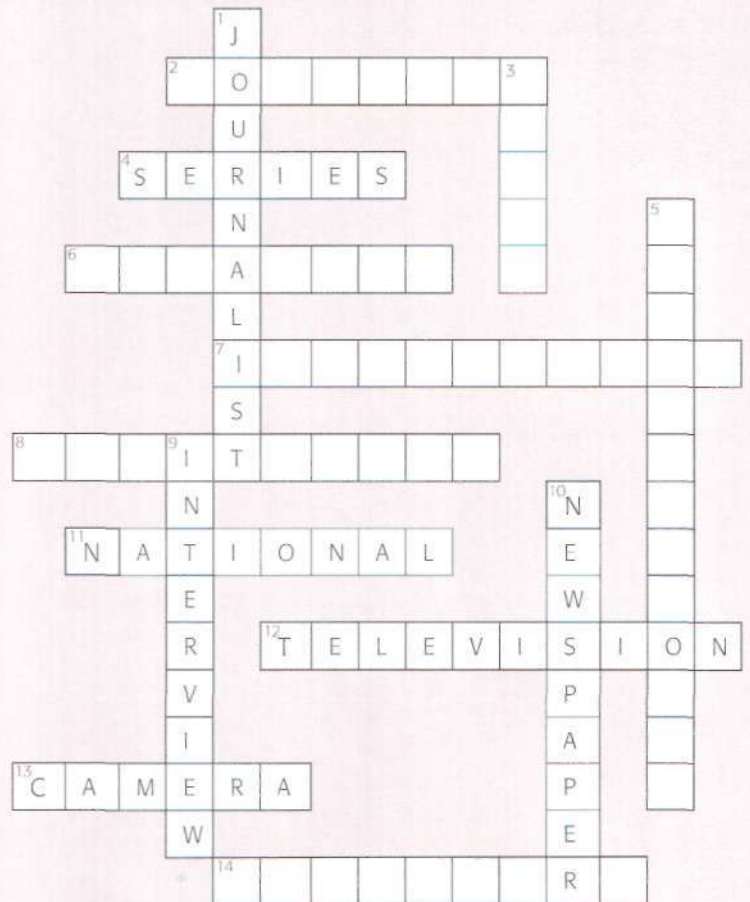 1 J
2 O 3
U
4 S E R I E S
N 5
6 A
L
7 I
S
8 9 I T
N 10 N
11 N A T I O N A L E
E W
R 12 T E L E V I S I O N
V P
I A
13 C A M E R A P
W E
14 R